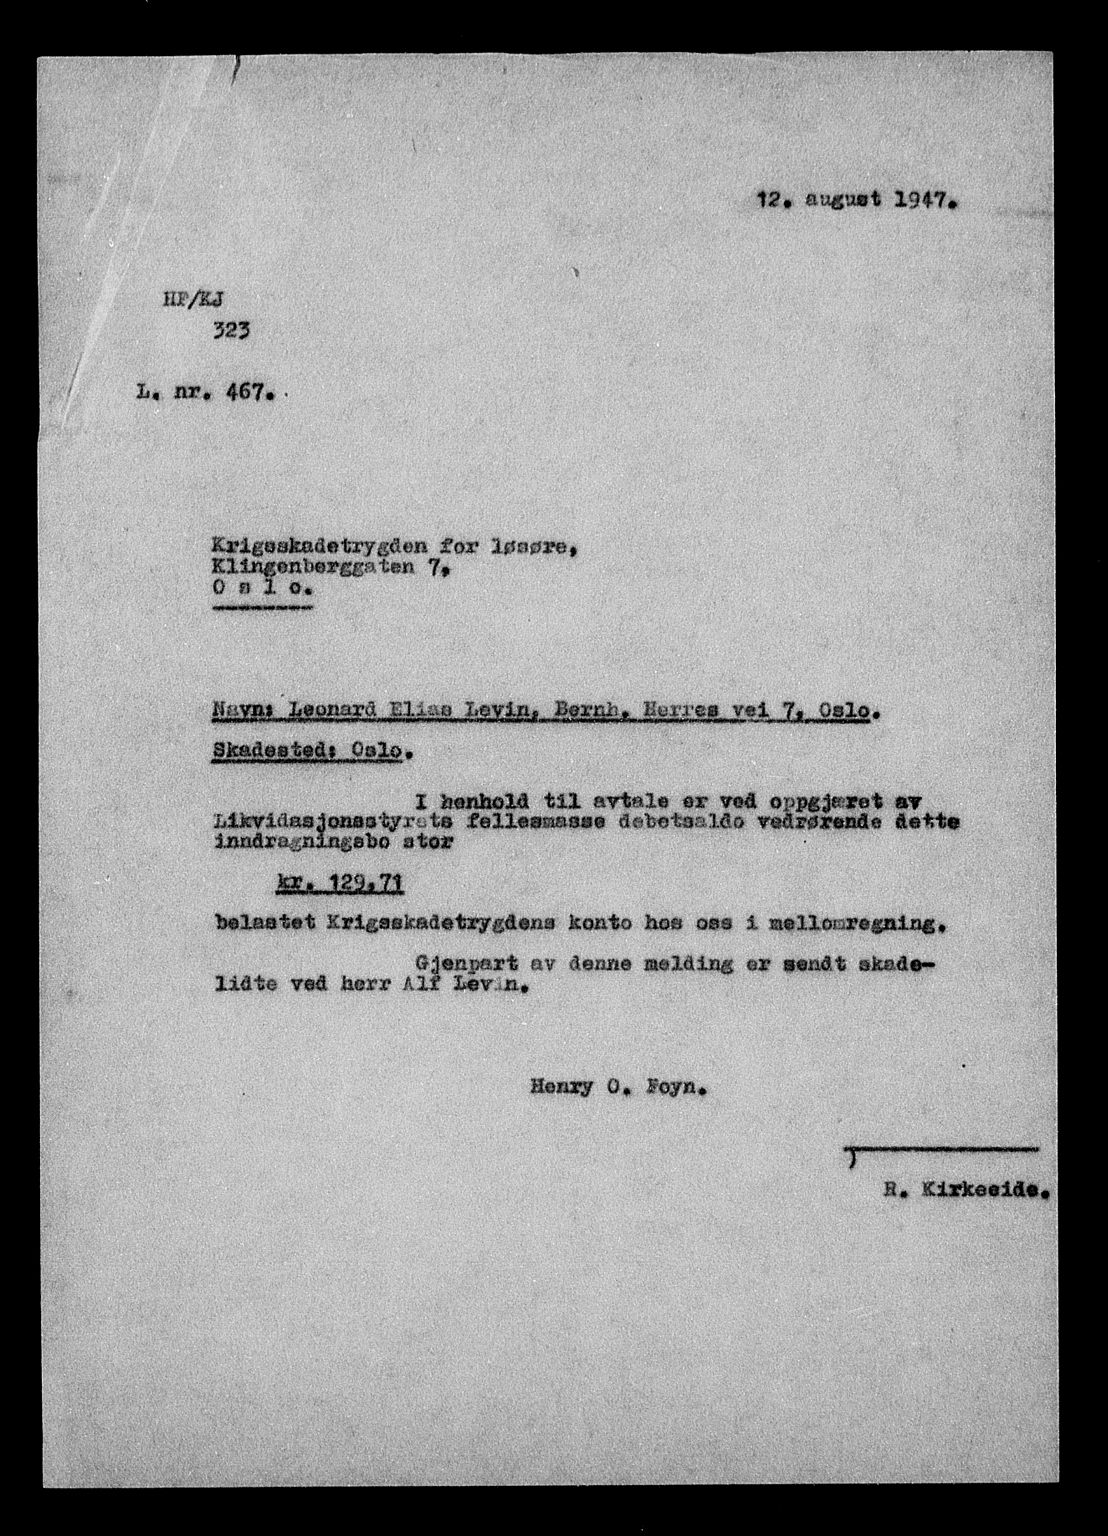 12. august 1947.
HF/KJ
323
L. nr. 467.
Krigsskadetrygden for løsøre,
Klingenberggaten 7,
O s l o.
Navn: Leonard Elias Levin, Bernh. Herres vei 7, Oslo.
Skadested: Oslo.
I henhold til avtale er ved oppgjøret av
Likvidasjonsstyrets fellesmasse debetsaldo vedrørende dette
inndragningsbo stor
kr. 129,71
belastet Krigsskadetrygdens konto hos oss i mellomregning.
Gjenpart av denne melding er sendt skade-
lidte ved herr Alf Levin.
Henry O. Foyn.
R. Kirkeeide.